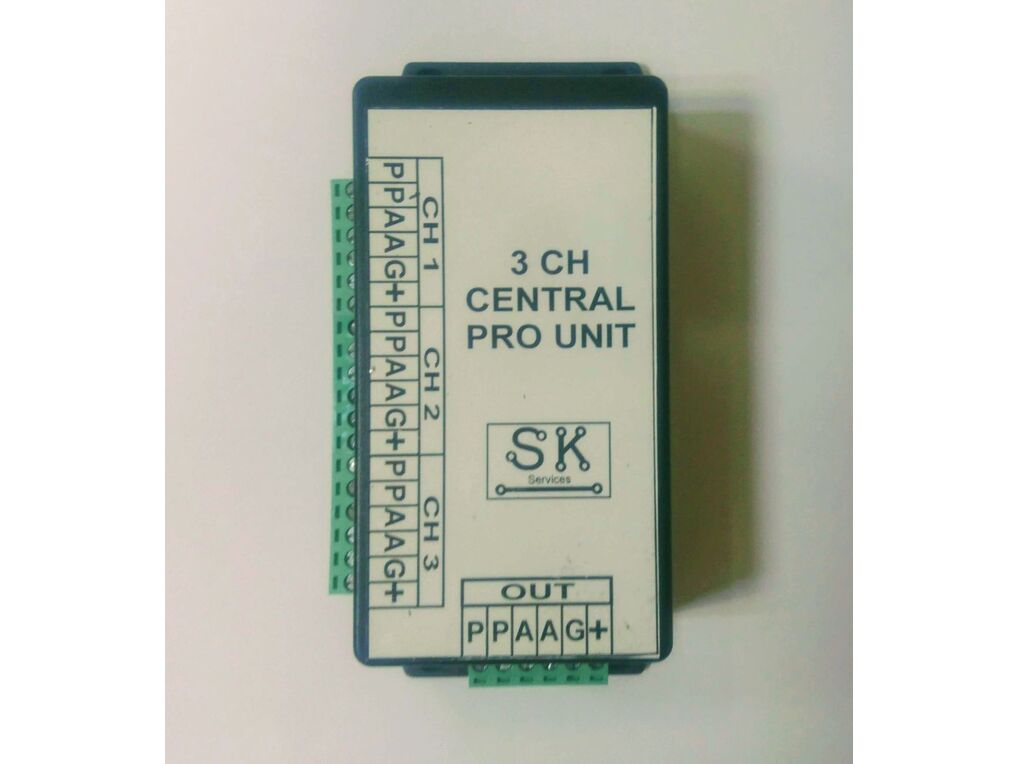 3 CH
CENTRAL
PRO UNIT
SK
Services
CH 1
P P A A G +
CH 2
P P A A G +
CH 3
P P A A G +
OUT
P P A A G +